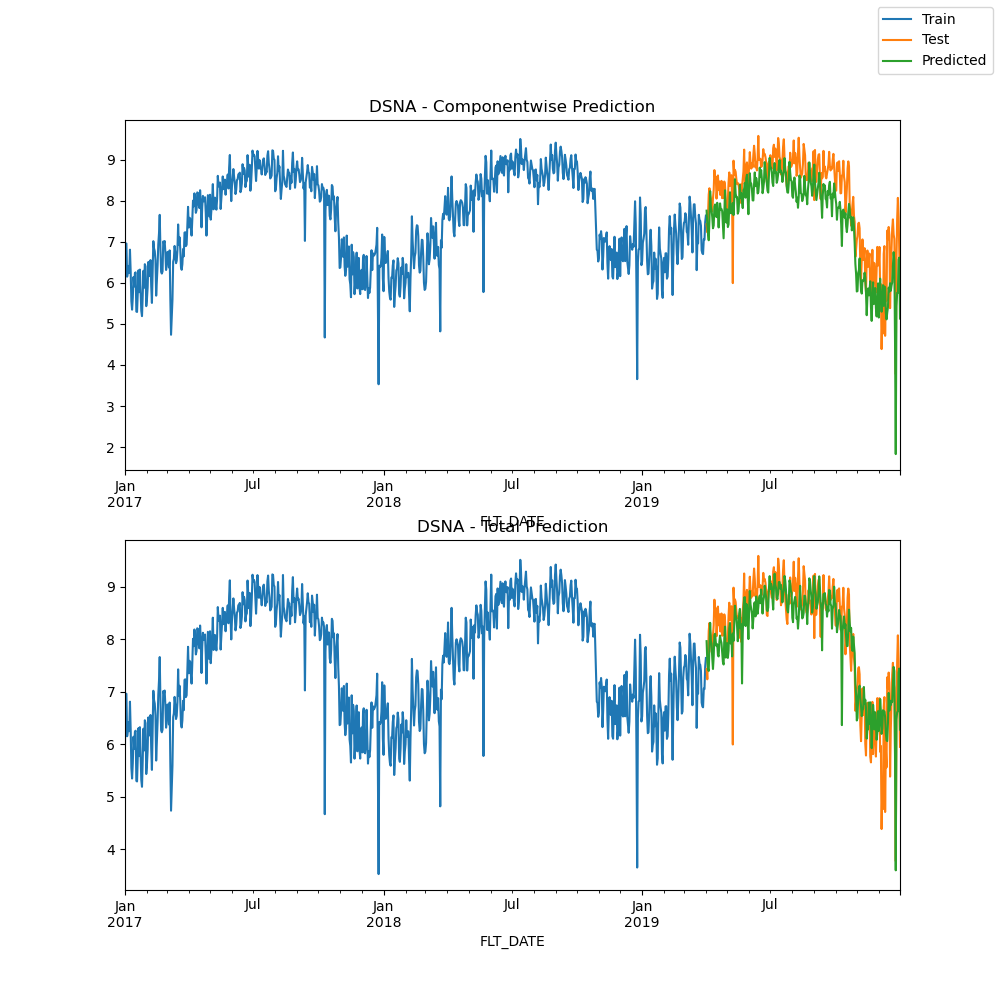 Train
Test
Predicted
DSNA - Componentwise Prediction
9
8
7
6
5
4
3
2
Jan
2017
Jul
Jan
2018
Jul
Jan
2019
Jul
FLT_DATE
DSNA - Total Prediction
9
8
7
6
5
4
Jan
2017
Jul
Jan
2018
Jul
Jan
2019
Jul
FLT_DATE